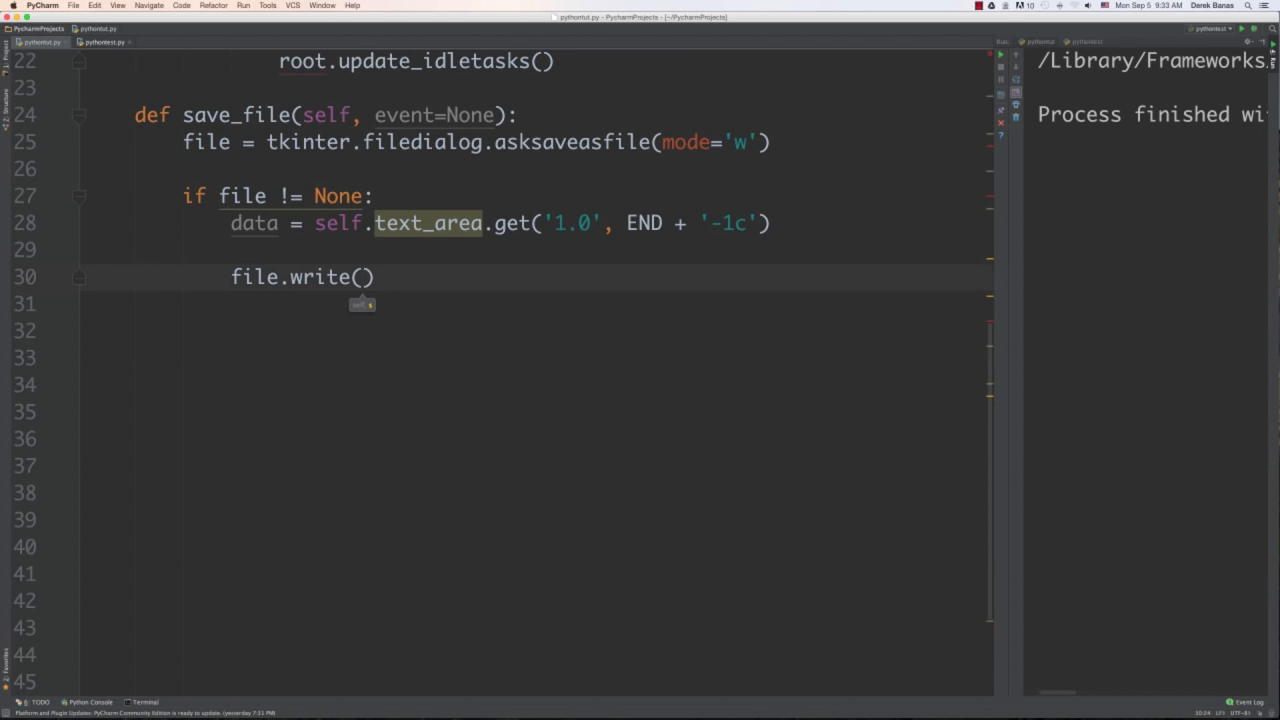 PyCharm File Edit View Navigate Code Refactor Run Tools VCS Window Help 10 Mon Sep 5 9:33 AM Derek Banas
pythontut.py - PycharmProjects - [~/PycharmProjects]
PycharmProjects pythontut.py pythontest
pythontut.py pythontest.py Run: pythontut pythontest
1: Project
7: Structure
2: Favorites
4: Run
22 root.update_idletasks()
23
24 def save_file(self, event=None):
25 file = tkinter.filedialog.asksaveasfile(mode='w')
26
27 if file != None:
28 data = self.text_area.get('1.0', END + '-1c')
29
30 file.write()
self, s
31
32
33
34
35
36
37
38
39
40
41
42
43
44
45
/Library/Frameworks
Process finished wi
6: TODO Python Console Terminal Event Log
Platform and Plugin Updates: PyCharm Community Edition is ready to update. (yesterday 7:31 PM) 30:24 LF÷ UTF-8÷